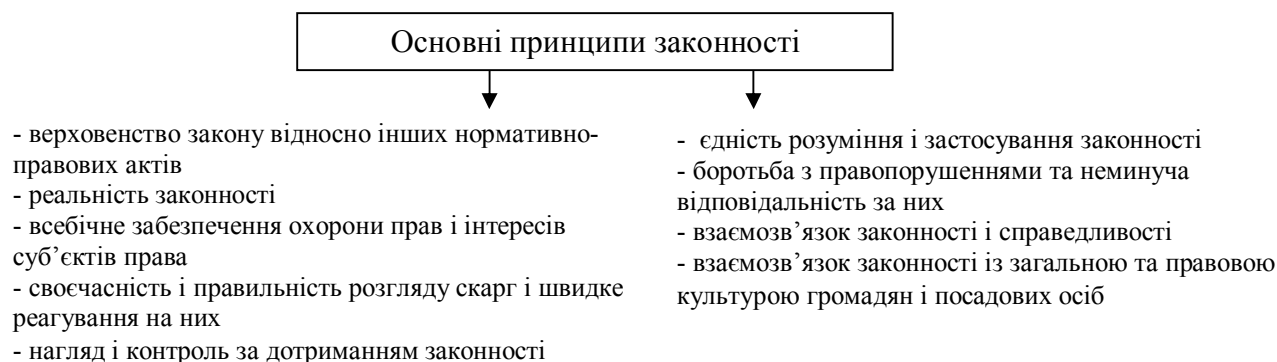 Основні принципи законності
- верховенство закону відносно інших нормативно-
правових актів
- реальність законності
- всебічне забезпечення охорони прав і інтересів
суб’єктів права
- своєчасність і правильність розгляду скарг і швидке
реагування на них
- нагляд і контроль за дотриманням законності
- єдність розуміння і застосування законності
- боротьба з правопорушеннями та неминуча
відповідальність за них
- взаємозв’язок законності і справедливості
- взаємозв’язок законності із загальною та правовою
культурою громадян і посадових осіб